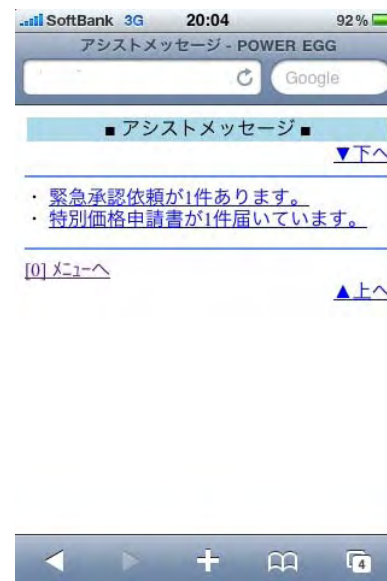 SoftBank 3G 20:04 92%
アシストメッセージ - POWER EGG
Google
■アシストメッセージ■
▼下へ
・ 緊急承認依頼が1件あります。
・ 特別価格申請書が1件届いています。
[0] ﾒﾆｭｰへ
▲上へ
4